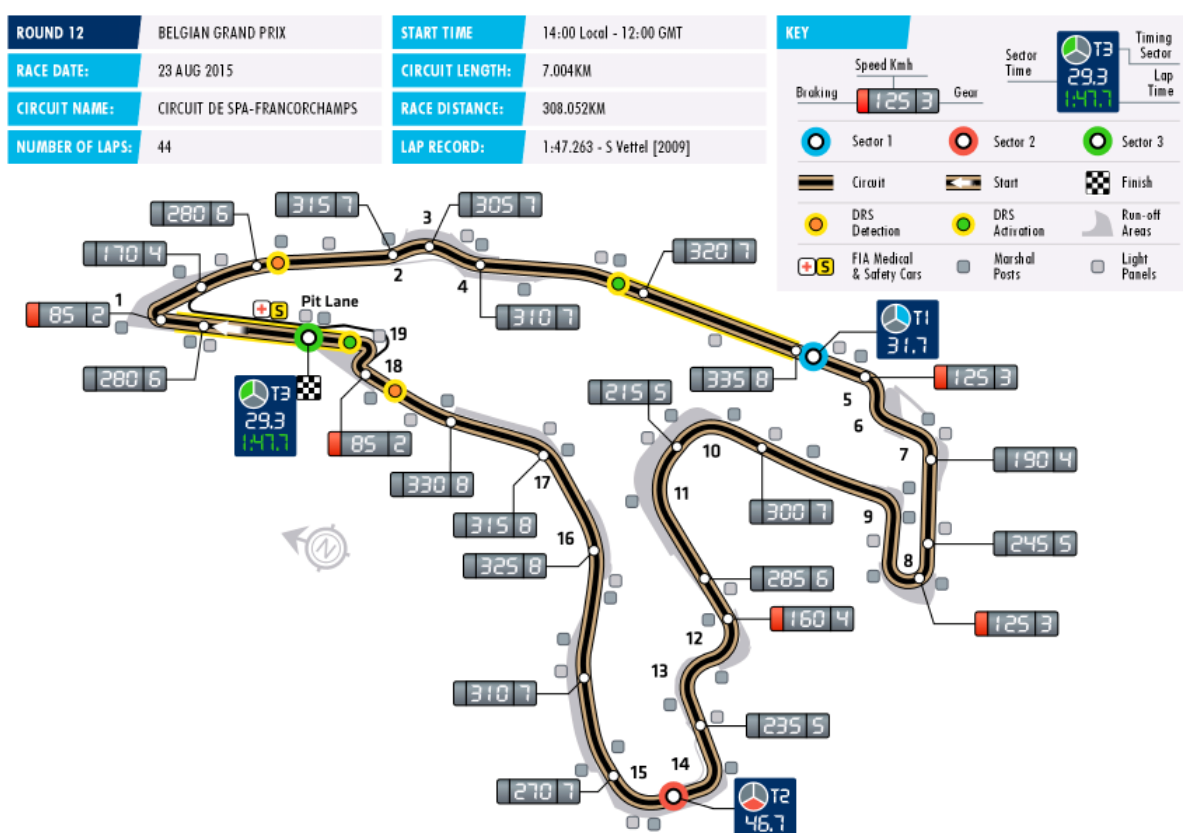 ROUND 12 BELGIAN GRAND PRIX
RACE DATE: 23 AUG 2015
CIRCUIT NAME: CIRCUIT DE SPA-FRANCORCHAMPS
NUMBER OF LAPS: 44
START TIME 14:00 Local - 12:00 GMT
CIRCUIT LENGTH: 7.004KM
RACE DISTANCE: 308.052KM
LAP RECORD: 1:47.263 - S Vettel [2009]
KEY
Speed Kmh
Braking 125 3 Gear
Sector Time
T3
29.3
1:47.7
Timing Sector
Lap Time
Sector 1 Sector 2 Sector 3
Circuit Start Finish
DRS Detection DRS Activation Run-off Areas
S FIA Medical & Safety Cars Marshal Posts Light Panels
280 6
315 7
3
305 7
170 4
2
4
320 7
1
85 2
S
Pit Lane
310 7
T1
31.7
280 6
19
18
335 8
125 3
5
215 5
T3
29.3
1:47.7
85 2
6
10
7
190 4
330 8
17
11
9
300 7
315 8
16
245 5
325 8
8
285 6
125 3
160 4
12
13
310 7
235 5
14
15
270 7
T2
46.7
N